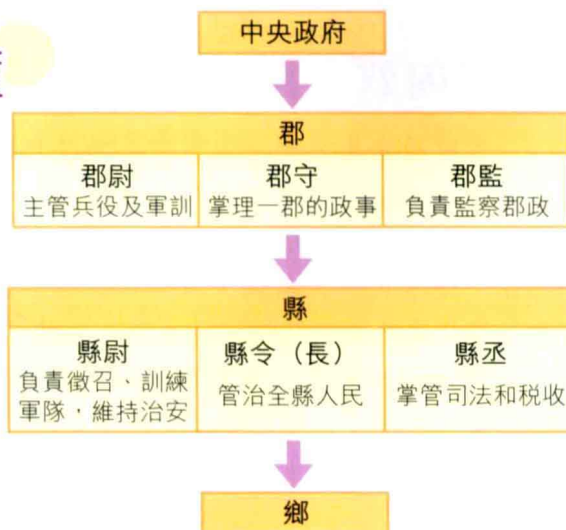 中央政府
郡
郡尉
主管兵役及軍訓
郡守
掌理一郡的政事
郡監
負責監察郡政
縣
縣尉
負責徵召、訓練
軍隊，維持治安
縣令（長）
管治全縣人民
縣丞
掌管司法和稅收
鄉